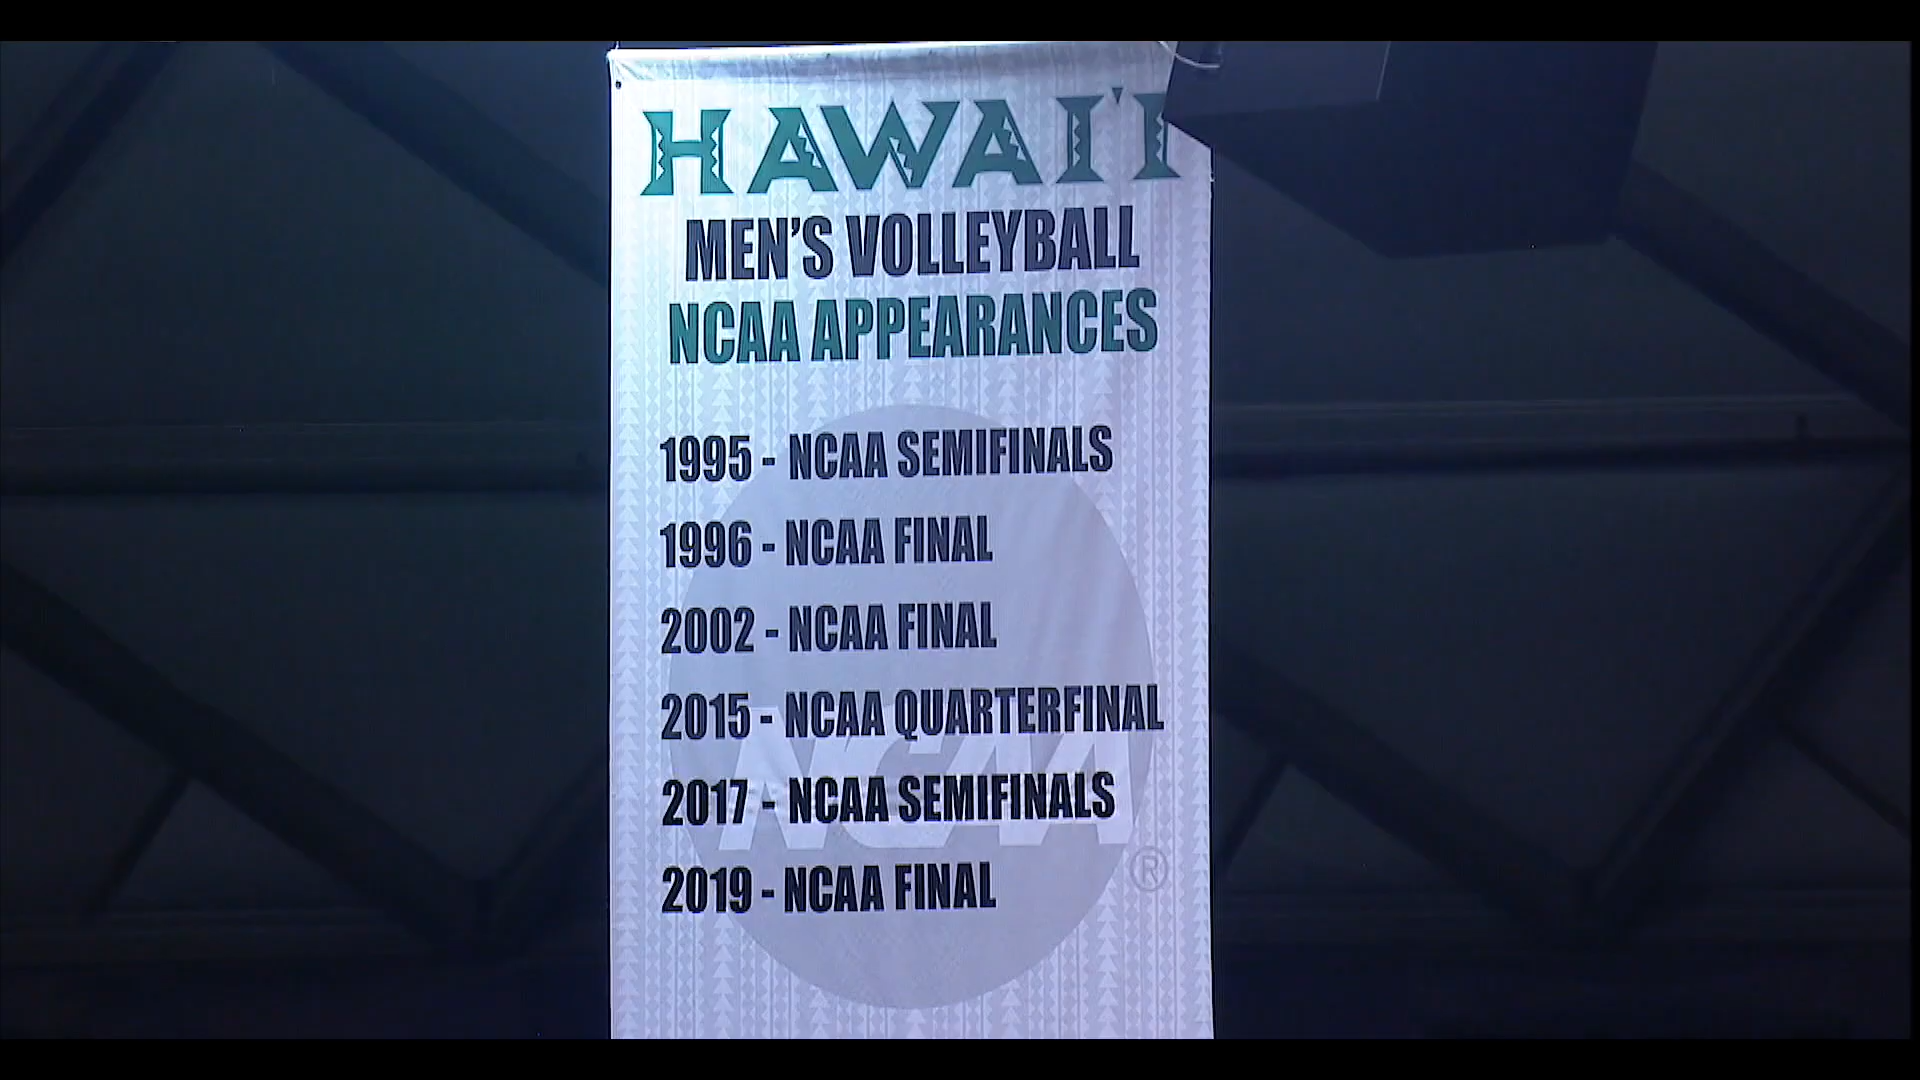 HAWAI'I
MEN'S VOLLEYBALL
NCAA APPEARANCES
1995 - NCAA SEMIFINALS
1996 - NCAA FINAL
2002 - NCAA FINAL
2015 - NCAA QUARTERFINAL
2017 - NCAA SEMIFINALS
NCAA
®
2019 - NCAA FINAL